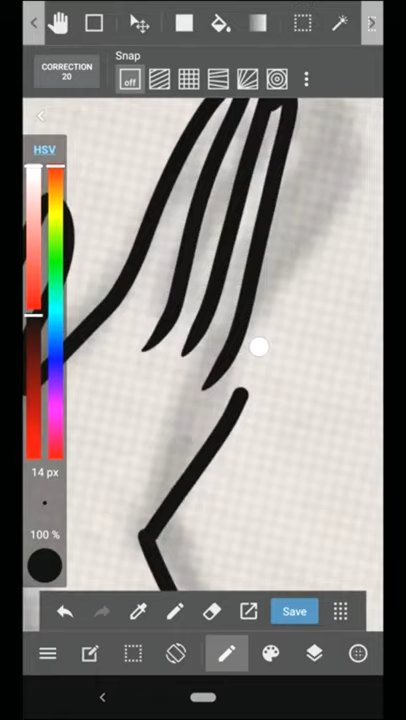 Snap
CORRECTION
20
off
HSV
14 px
100 %
Save